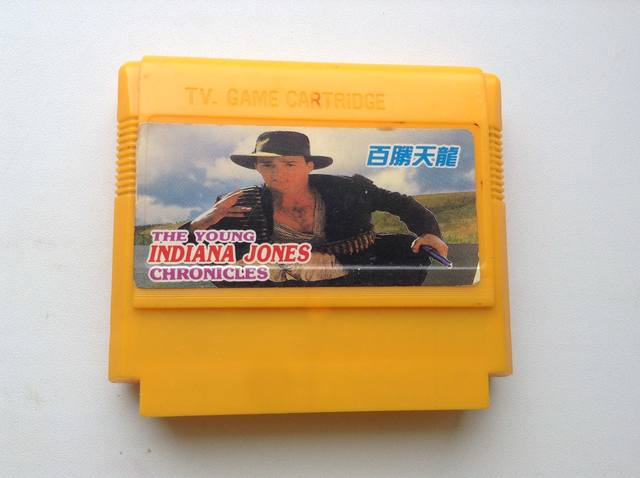 TV. GAME CARTRIDGE
百勝天龍
THE YOUNG
INDIANA JONES
CHRONICLES